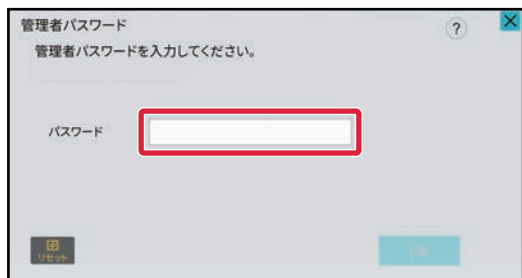 管理者パスワード
?
管理者パスワードを入力してください。
パスワード
リセット